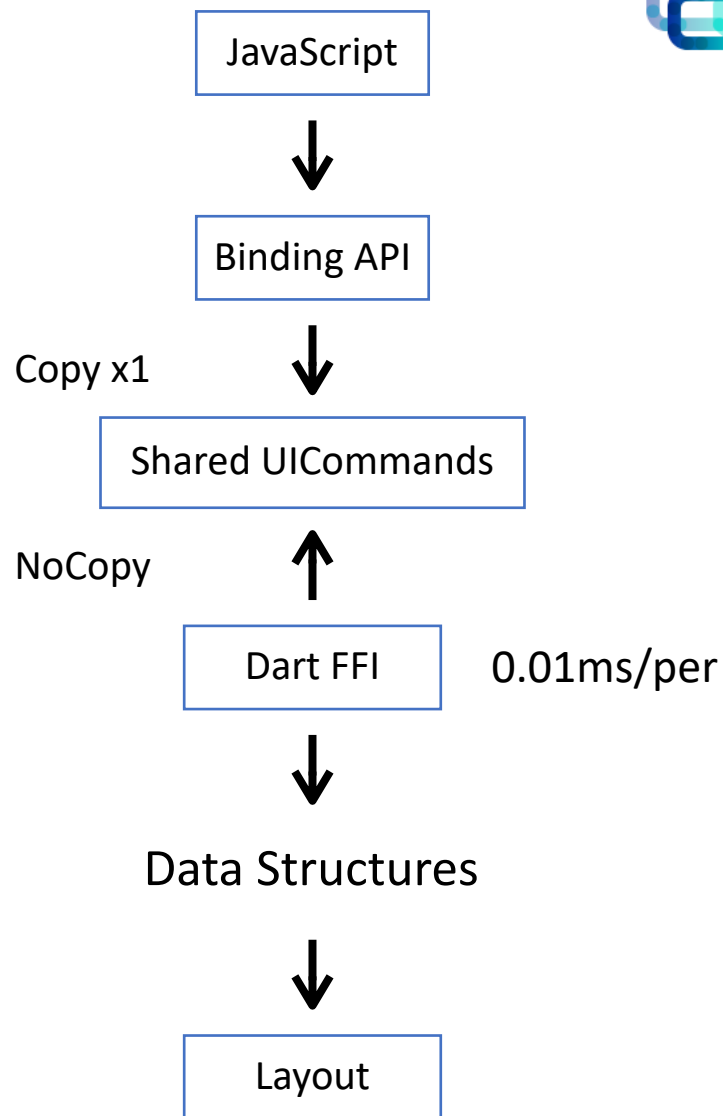 JavaScript
Binding API
Copy x1
Shared UICommands
NoCopy
Dart FFI
0.01ms/per
Data Structures
Layout